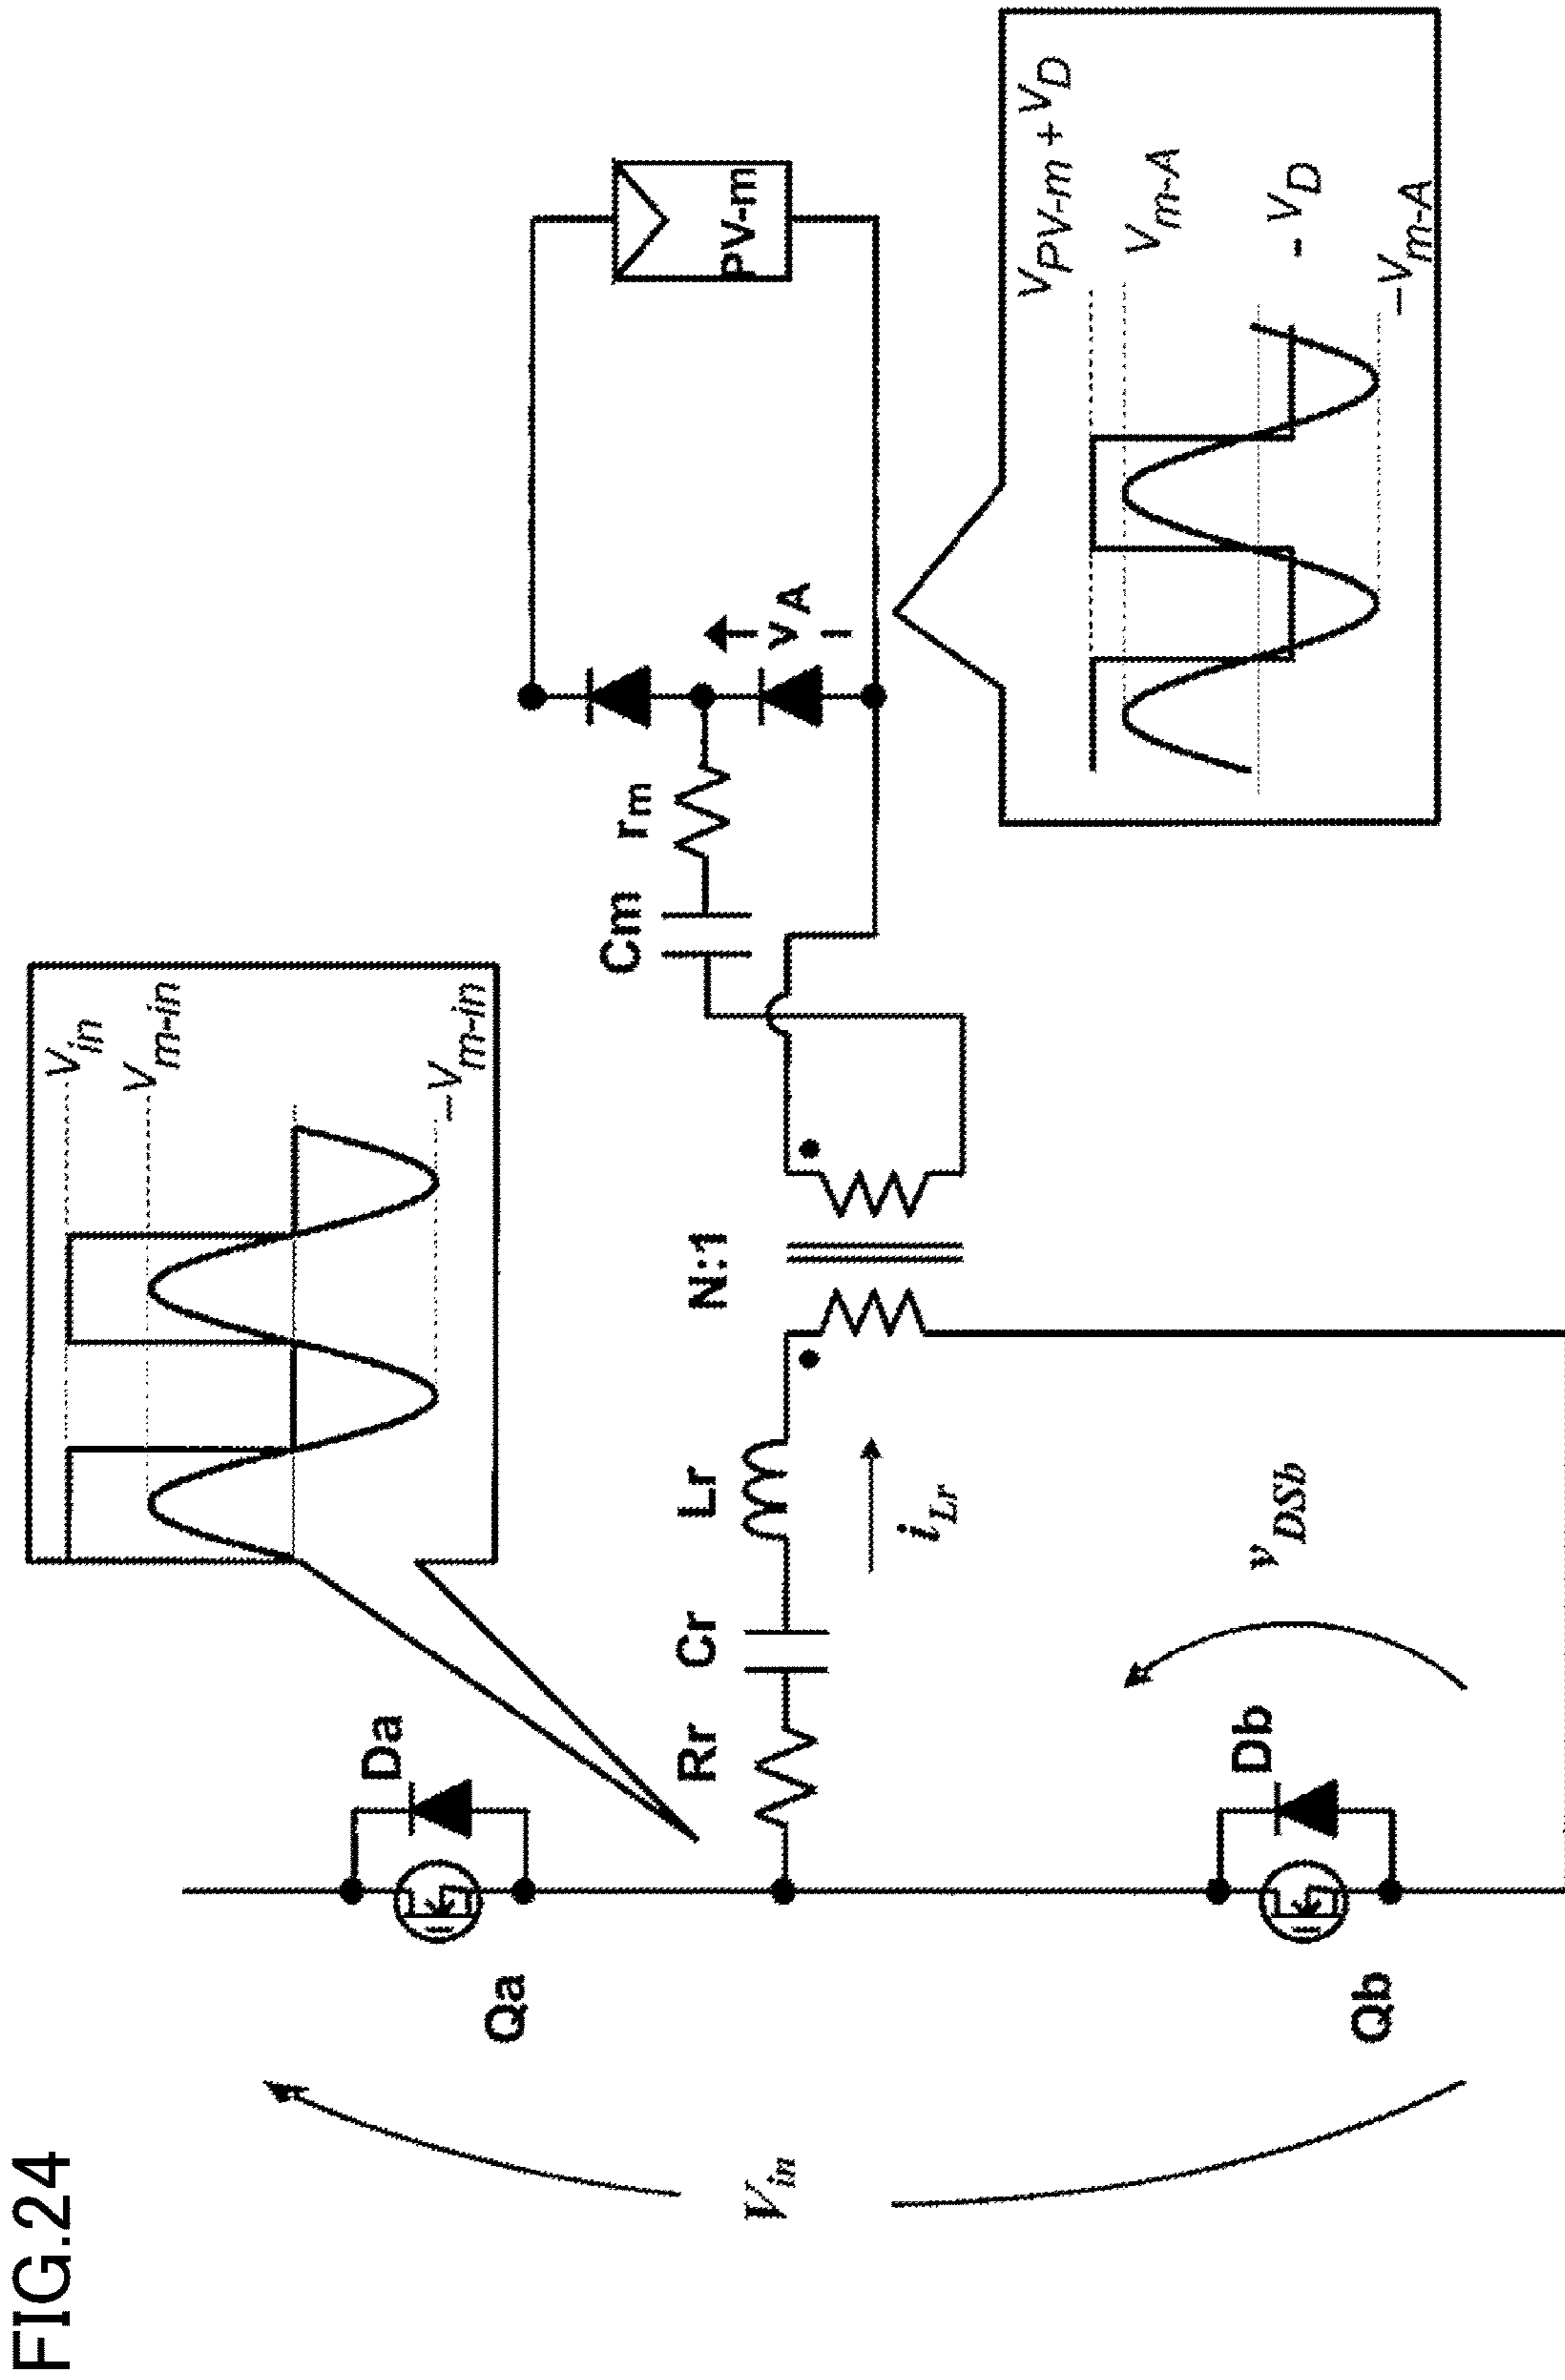 FIG.24
V_in
V_m-in
−V_m-in
V_in
Qa
Da
Rr
Cr
Lr
i_Lr
N:1
Cm
r_m
V_A
PV-m
Qb
Db
v_DSb
V_PV-m + V_D
V_m-A
- V_D
−V_m-A